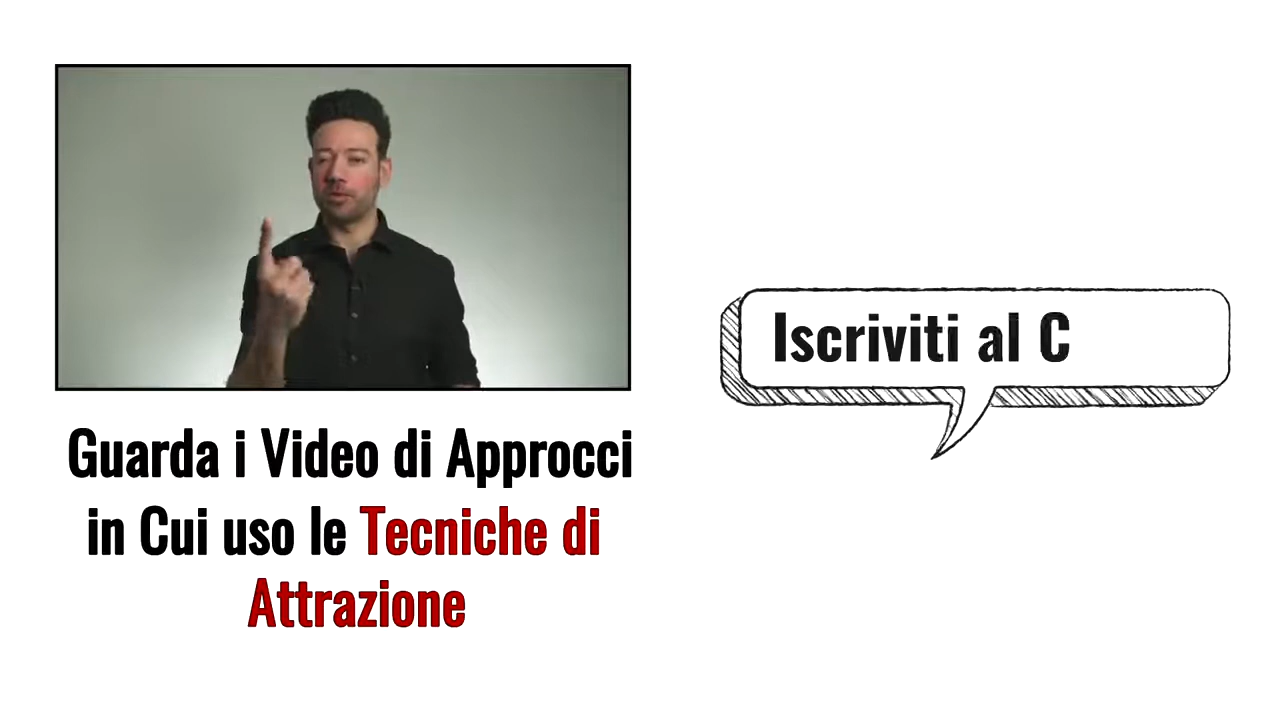 Guarda i Video di Approcci
in Cui uso le Tecniche di
Attrazione
Iscriviti al C